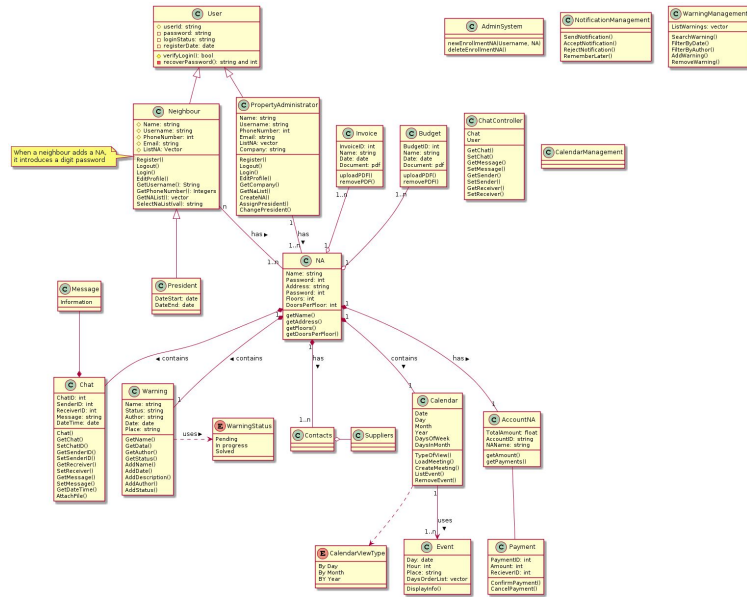 User
userId: string
password: string
loginStatus: string
registerDate: date
verifyLogin(): bool
recoverPassword(): string and int
AdminSystem
newEnrollmentNA(Username, NA)
deleteEnrollmentNA()
NotificationManagement
SendNotification()
AcceptNotification()
RejectNotification()
RememberLater()
WarningManagement
ListWarnings: vector
SearchWarning()
FilterByDate()
FilterByAuthor()
AddWarning()
RemoveWarning()
When a neighbour adds a NA,
it introduces a digit password
Neighbour
Name: string
Username: string
PhoneNumber: int
Email: string
ListNA: Vector
Register()
Logout()
Login()
EditProfile()
GetUsername(): String
GetPhoneNumber(): Integers
GetNAList(): vector
SelectNaList(val): string
PropertyAdministrator
Name: string
Username: string
PhoneNumber: int
Email: string
ListNA: vector
Company: string
Register()
Logout()
Login()
EditProfile()
GetCompany()
GetNaList()
CreateNA()
AssignPresident()
ChangePresident()
Invoice
InvoiceID: int
Name: string
Date: date
Document: pdf
uploadPDF()
removePDF()
Budget
BudgetID: int
Name: string
Date: date
Document: pdf
uploadPDF()
removePDF()
ChatController
Chat
User
GetChat()
SetChat()
GetMessage()
SetMessage()
GetSender()
SetSender()
GetReceiver()
SetReceiver()
CalendarManagement
n
1
1..n
1..n
has
has
1..n
1..n
1
1
President
DateStart: date
DateEnd: date
NA
Name: string
Password: int
Address: string
Password: int
Floors: int
DoorsPerFloor: int
getName()
getAddress()
getFloors()
getDoorsPerFloor()
Message
Information
1
1
1
1
1
contains
contains
has
contains
has
1
1..n
1
1
Chat
ChatID: int
SenderID: int
ReceiverID: int
Message: string
DateTime: date
Chat()
GetChat()
SetChatID()
GetSenderID()
SetSenderID()
GetRecreiver()
SetReceiver()
GetMessage()
SetMessage()
GetDateTime()
AttachFile()
Warning
Name: string
Status: string
Author: string
Date: date
Place: string
GetName()
GetData()
GetAuthor()
GetStatus()
AddName()
AddDate()
AddDescription()
AddAuthor()
AddStatus()
uses
WarningStatus
Pending
In progress
Solved
Contacts
Suppliers
Calendar
Date
Day
Month
Year
DaysOfWeek
DaysInMonth
TypeOfView()
LoadMeeting()
CreateMeeting()
ListEvent()
RemoveEvent()
AccountNA
TotalAmount: float
AccountID: string
NAName: string
getAmount()
getPayments()
1
uses
1..n
CalendarViewType
By Day
By Month
BY Year
Event
Day: date
Hour: int
Place: string
DaysOrderList: vector
DisplayInfo()
Payment
PaymentID: int
Amount: int
RecieverID: int
ConfirmPayment()
CancelPayment()